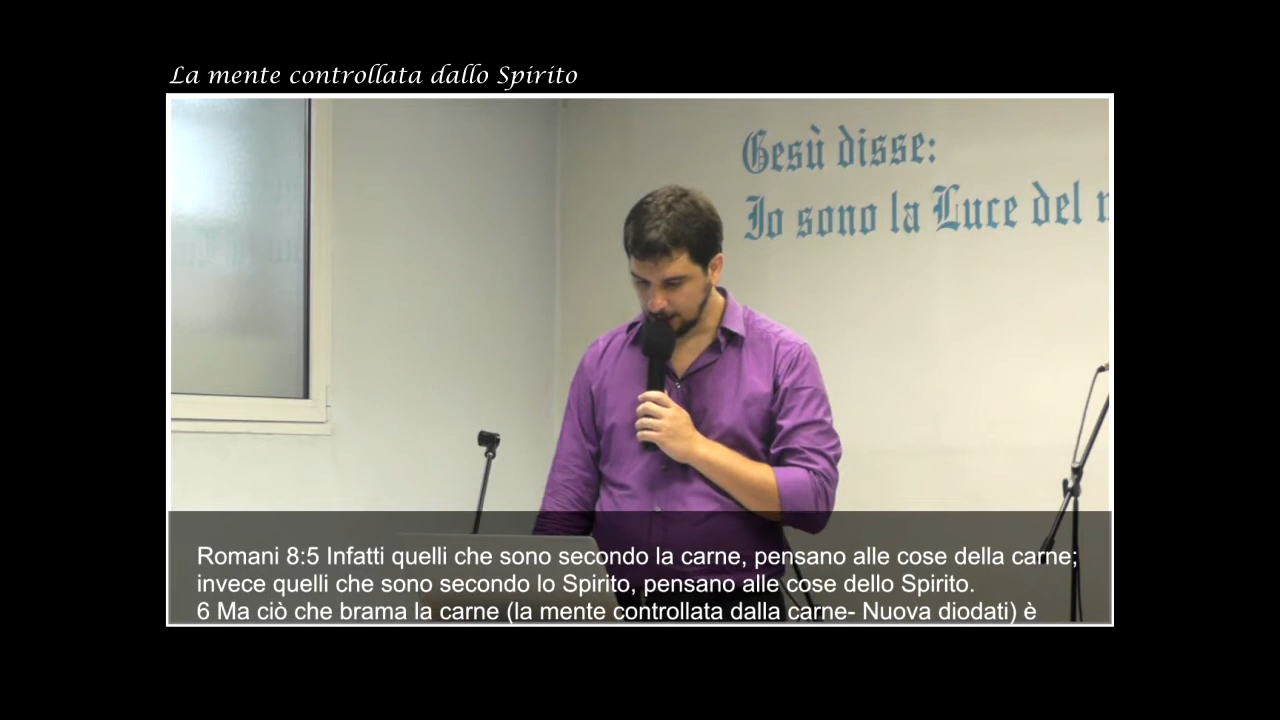 La mente controllata dallo Spirito
Gesù disse:
Io sono la Luce del
Romani 8:5 Infatti quelli che sono secondo la carne, pensano alle cose della carne;
invece quelli che sono secondo lo Spirito, pensano alle cose dello Spirito.
6 Ma ciò che brama la carne (la mente controllata dalla carne- Nuova diodati) è